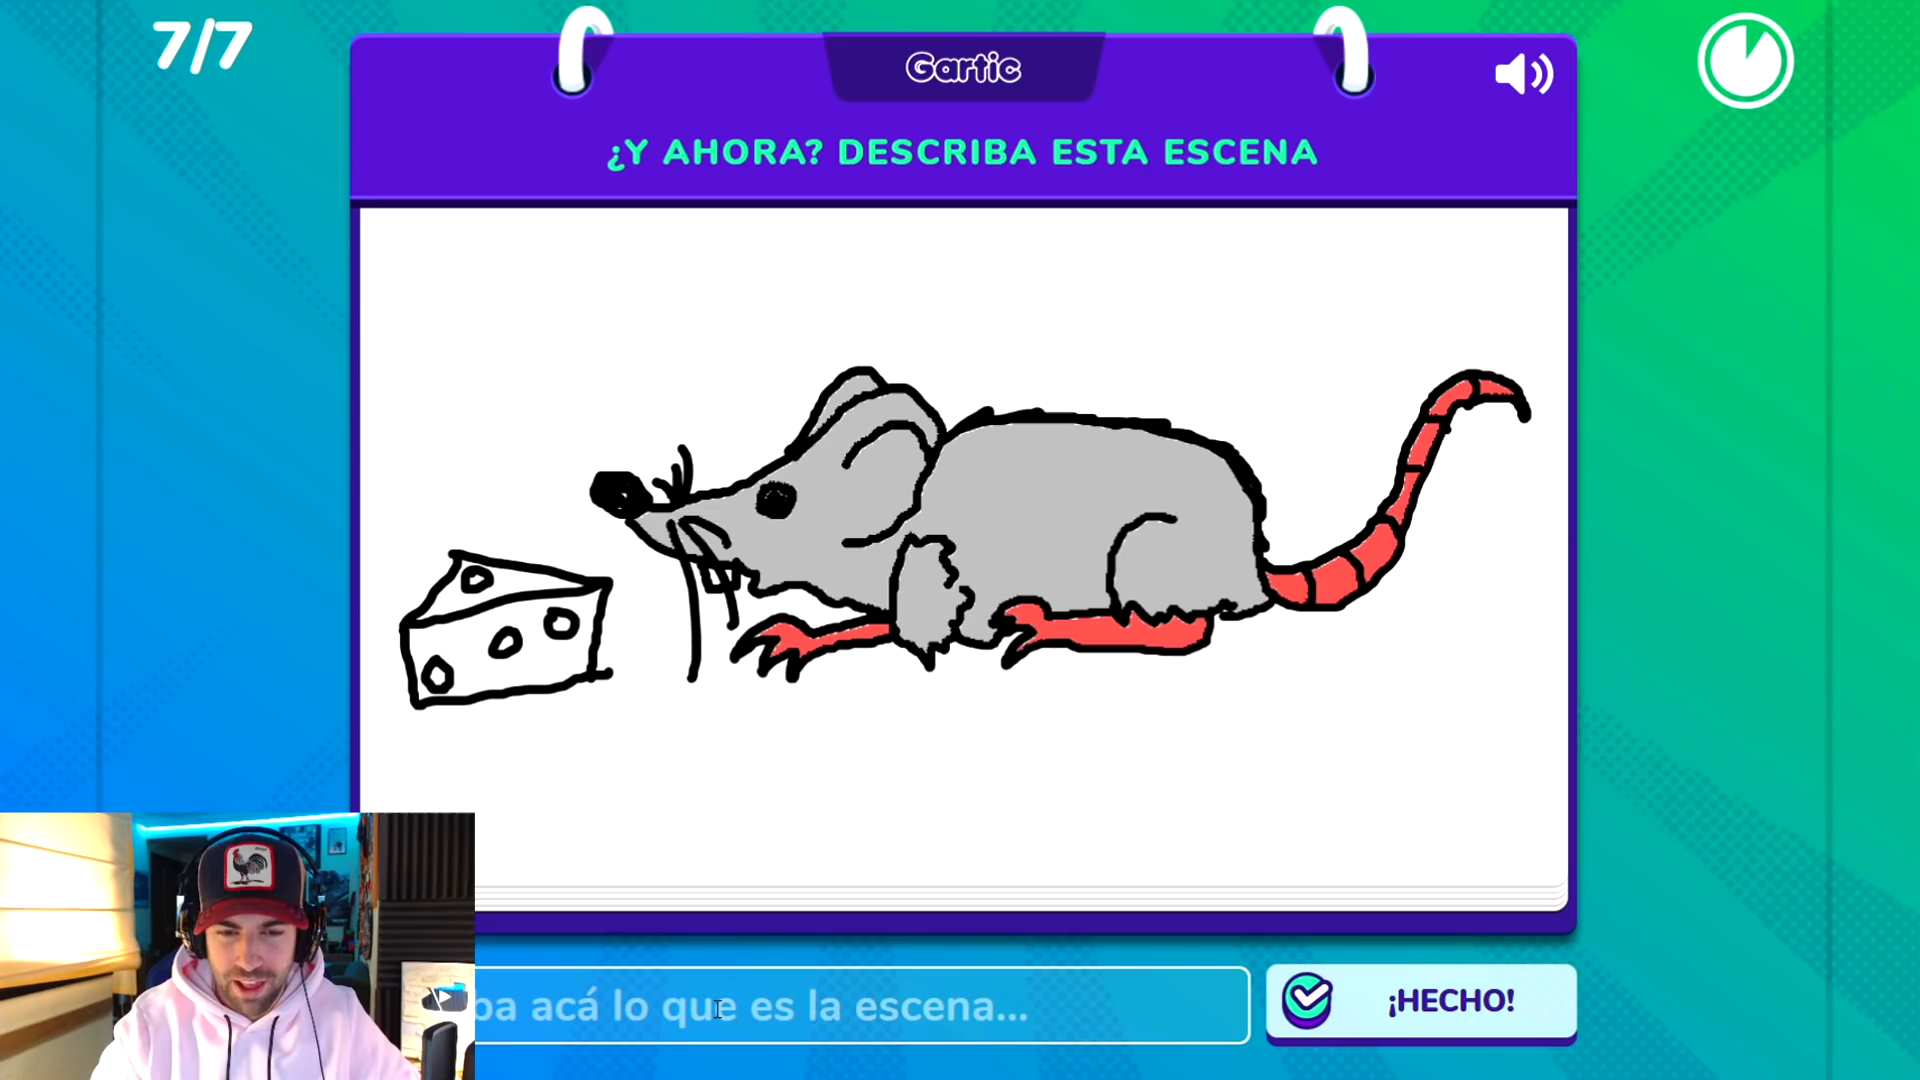 7/7
Gartic
¿Y AHORA? DESCRIBA ESTA ESCENA
ba acá lo que es la escena...
¡HECHO!